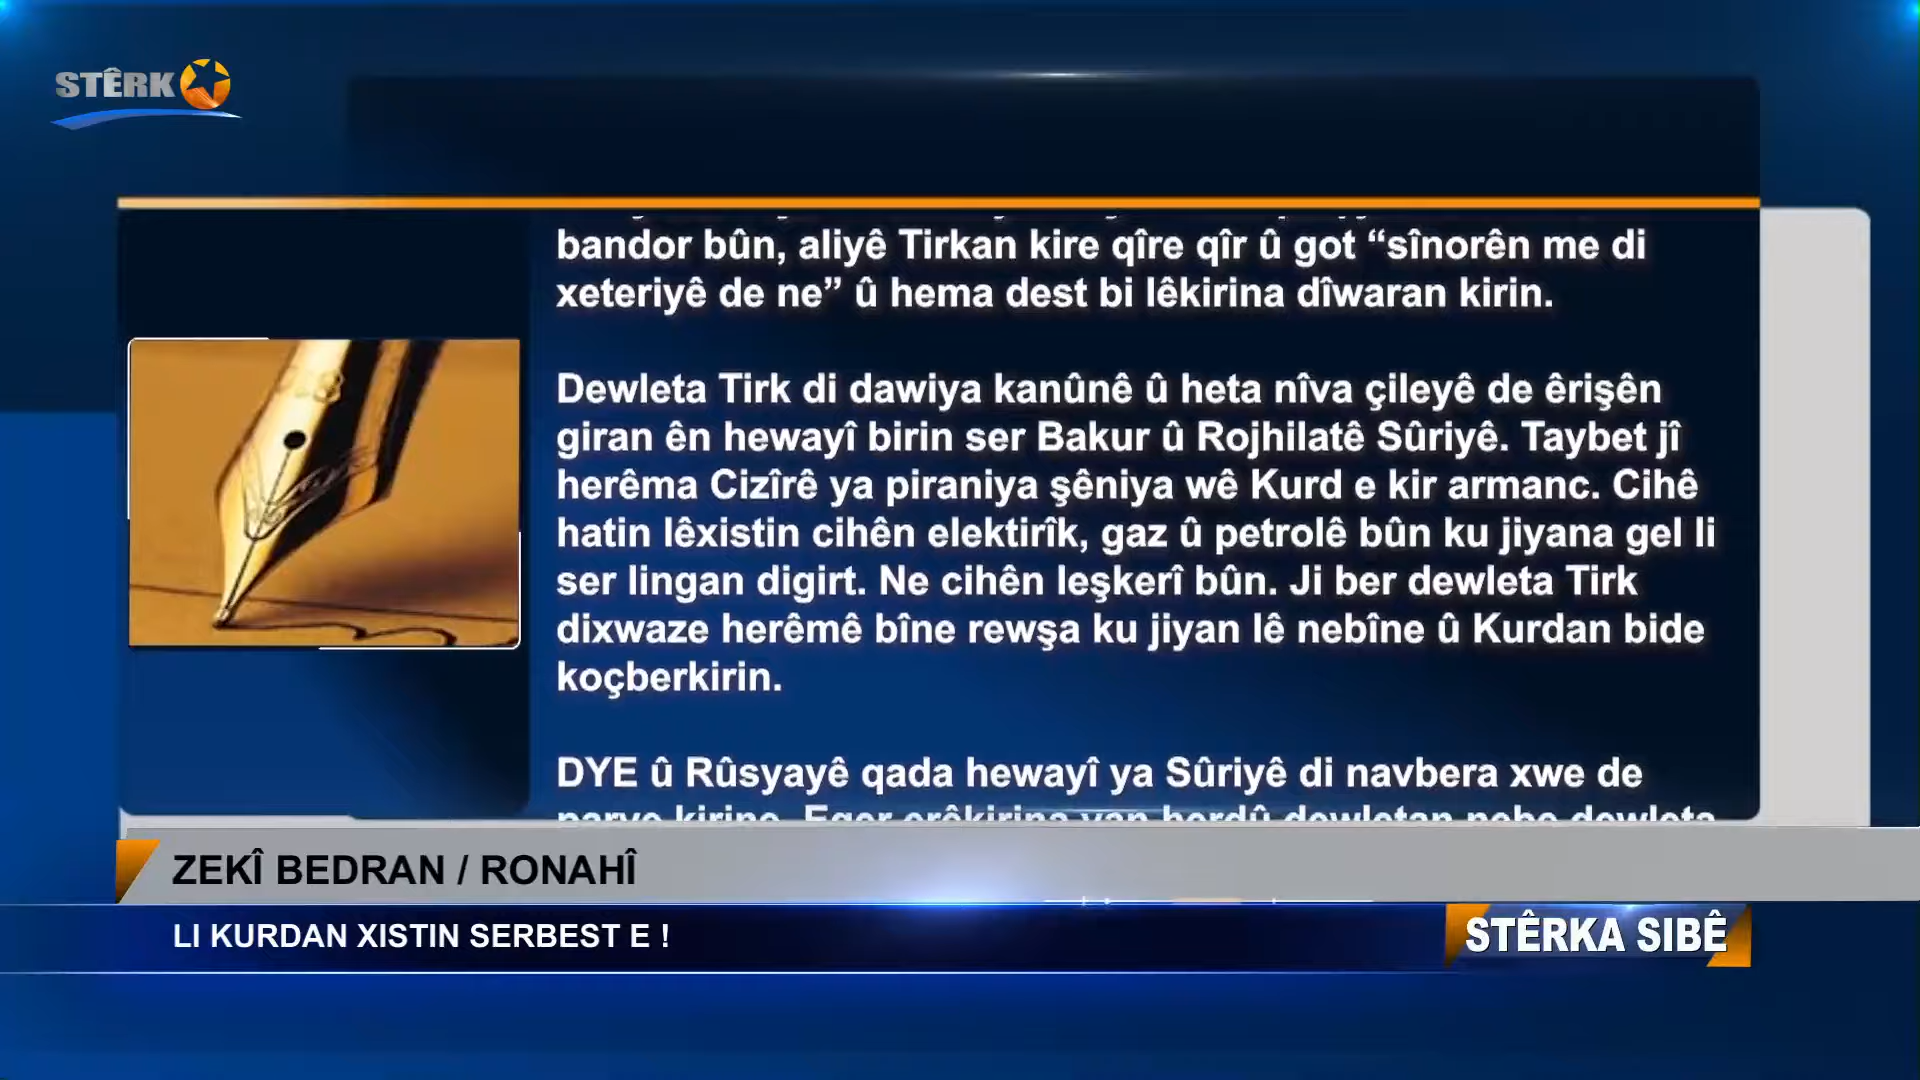 STÊRK
bandor bûn, aliyê Tirkan kire qîre qîr û got “sînorên me di
xeteriyê de ne” û hema dest bi lêkirina dîwaran kirin.
Dewleta Tirk di dawiya kanûnê û heta nîva çileyê de êrişên
giran ên hewayî birin ser Bakur û Rojhilatê Sûriyê. Taybet jî
herêma Cizîrê ya piraniya şêniya wê Kurd e kir armanc. Cihê
hatin lêxistin cihên elektirîk, gaz û petrolê bûn ku jiyana gel li
ser lingan digirt. Ne cihên leşkerî bûn. Ji ber dewleta Tirk
dixwaze herêmê bîne rewşa ku jiyan lê nebîne û Kurdan bide
koçberkirin.
DYE û Rûsyayê qada hewayî ya Sûriyê di navbera xwe de
ZEKÎ BEDRAN / RONAHÎ
LI KURDAN XISTIN SERBEST E !
STÊRKA SIBÊ